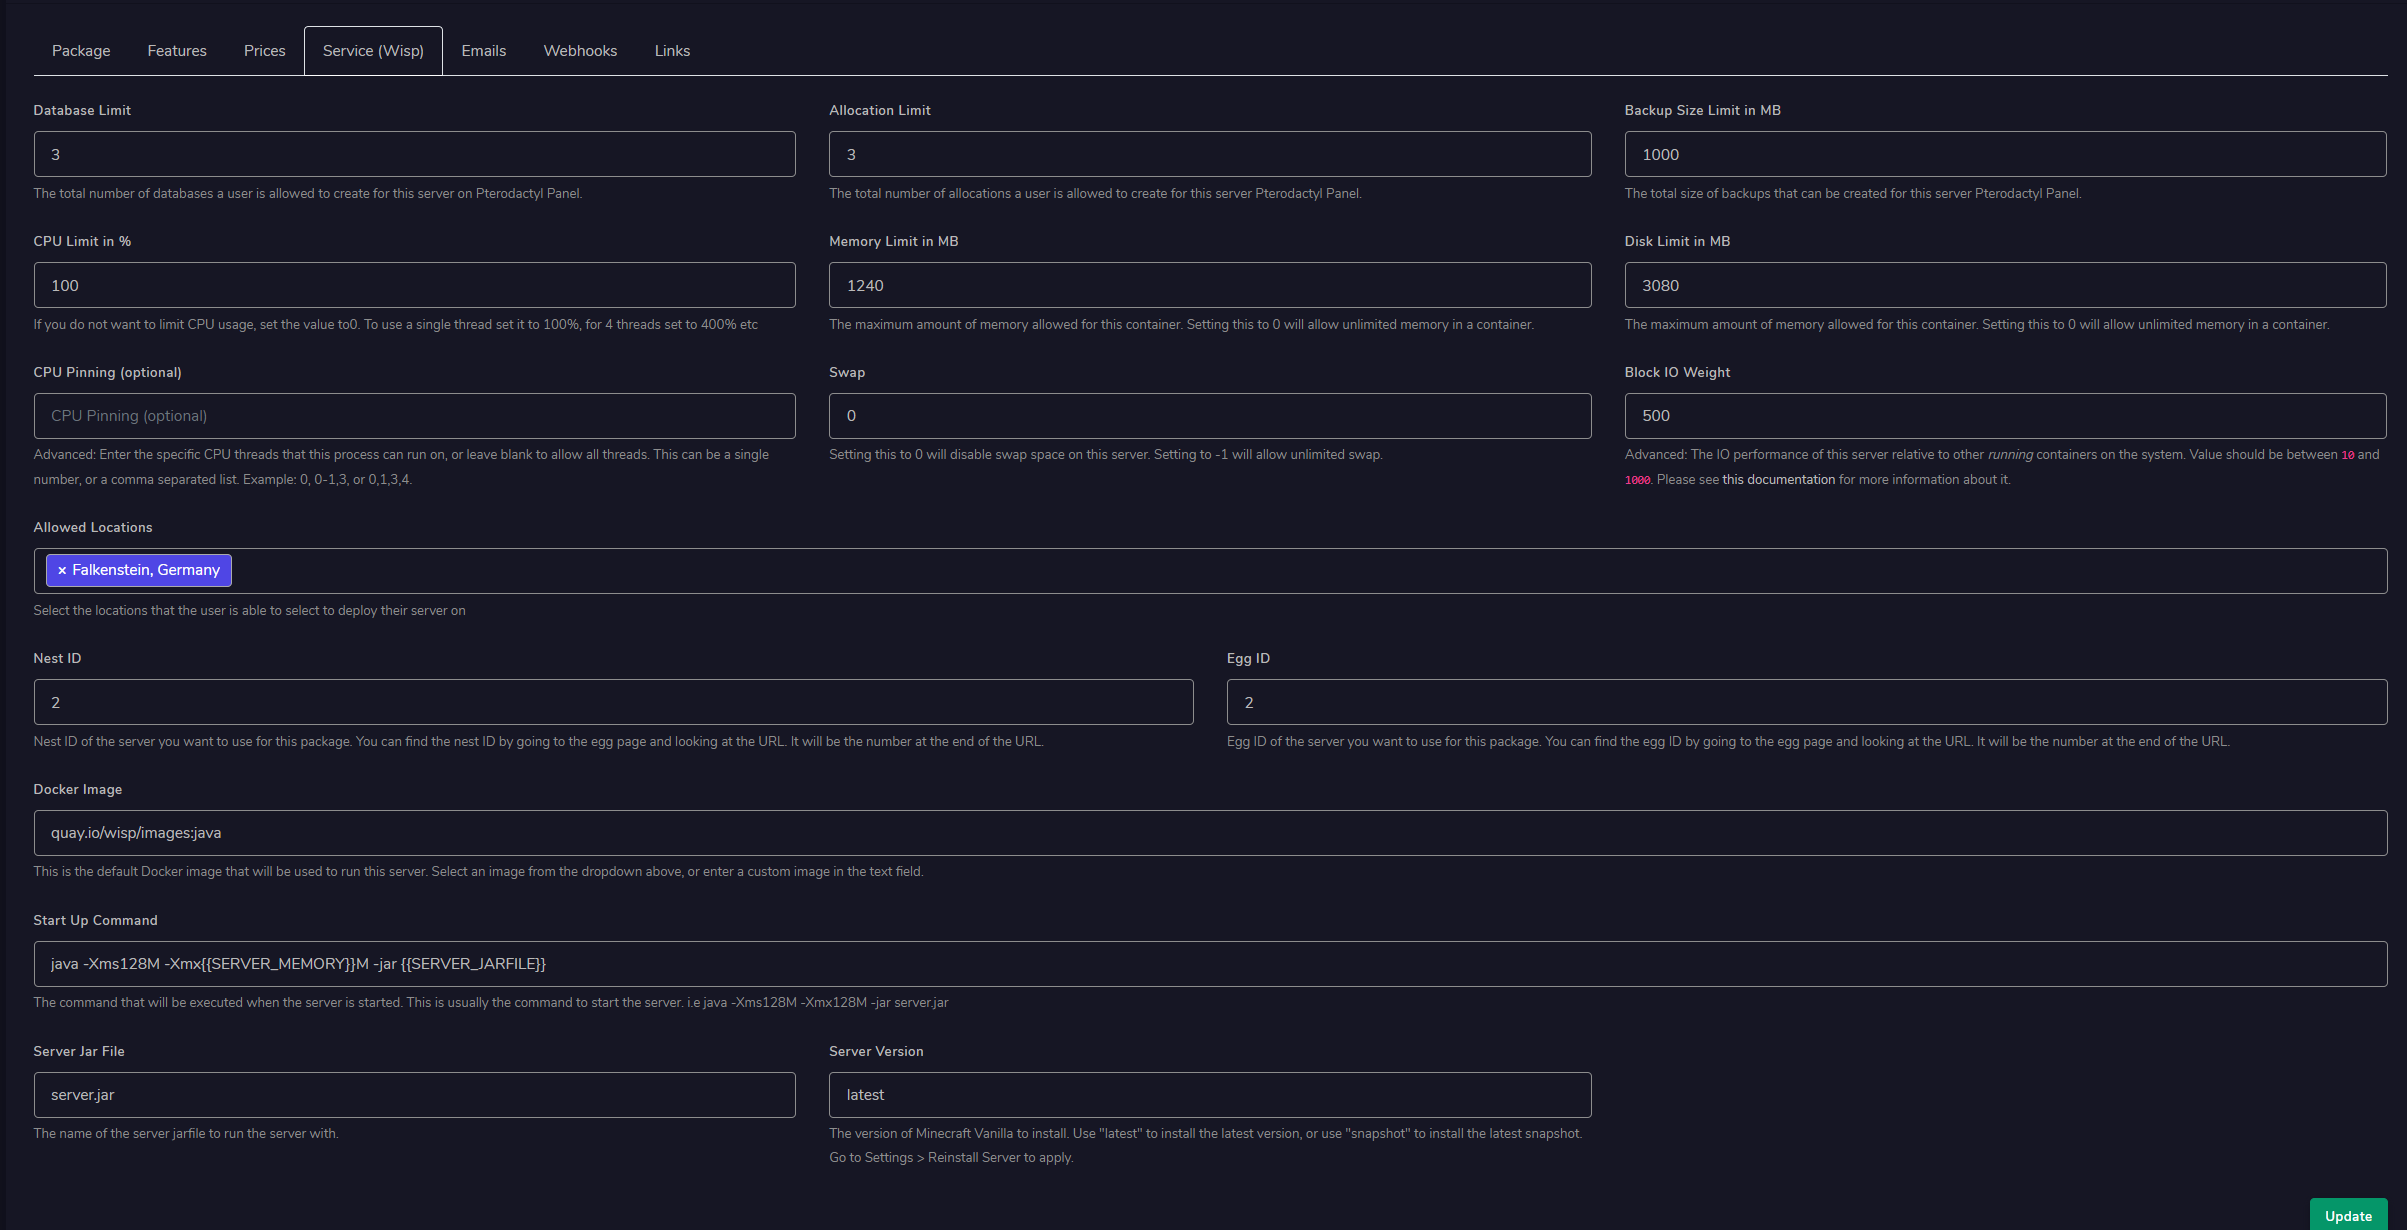 Package Features Prices Service (Wisp) Emails Webhooks Links
Database Limit Allocation Limit Backup Size Limit in MB
3 3 1000
The total number of databases a user is allowed to create for this server on Pterodactyl Panel. The total number of allocations a user is allowed to create for this server Pterodactyl Panel. The total size of backups that can be created for this server Pterodactyl Panel.
CPU Limit in % Memory Limit in MB Disk Limit in MB
100 1240 3080
If you do not want to limit CPU usage, set the value to0. To use a single thread set it to 100%, for 4 threads set to 400% etc The maximum amount of memory allowed for this container. Setting this to 0 will allow unlimited memory in a container. The maximum amount of memory allowed for this container. Setting this to 0 will allow unlimited memory in a container.
CPU Pinning (optional) Swap Block IO Weight
CPU Pinning (optional) 0 500
Advanced: Enter the specific CPU threads that this process can run on, or leave blank to allow all threads. This can be a single
number, or a comma separated list. Example: 0, 0-1,3, or 0,1,3,4.
Setting this to 0 will disable swap space on this server. Setting to -1 will allow unlimited swap.
Advanced: The IO performance of this server relative to other running containers on the system. Value should be between 10 and
1000. Please see this documentation for more information about it.
Allowed Locations
× Falkenstein, Germany
Select the locations that the user is able to select to deploy their server on
Nest ID Egg ID
2 2
Nest ID of the server you want to use for this package. You can find the nest ID by going to the egg page and looking at the URL. It will be the number at the end of the URL. Egg ID of the server you want to use for this package. You can find the egg ID by going to the egg page and looking at the URL. It will be the number at the end of the URL.
Docker Image
quay.io/wisp/images:java
This is the default Docker image that will be used to run this server. Select an image from the dropdown above, or enter a custom image in the text field.
Start Up Command
java -Xms128M -Xmx{{SERVER_MEMORY}}M -jar {{SERVER_JARFILE}}
The command that will be executed when the server is started. This is usually the command to start the server. i.e java -Xms128M -Xmx128M -jar server.jar
Server Jar File Server Version
server.jar latest
The name of the server jarfile to run the server with. The version of Minecraft Vanilla to install. Use "latest" to install the latest version, or use "snapshot" to install the latest snapshot.
Go to Settings > Reinstall Server to apply.
Update